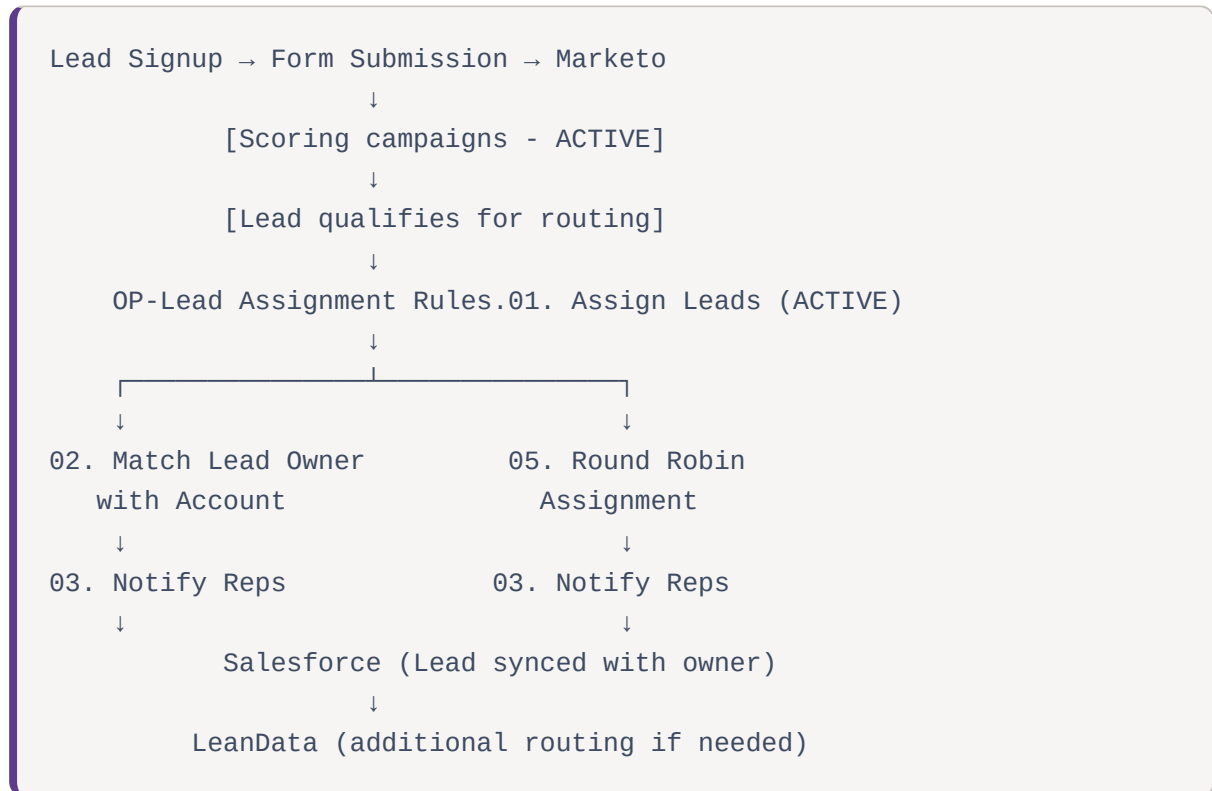 Lead Signup → Form Submission → Marketo
↓
[Scoring campaigns - ACTIVE]
↓
[Lead qualifies for routing]
↓
OP-Lead Assignment Rules.01. Assign Leads (ACTIVE)
↓
┌────────────────┴────────────────┐
↓ ↓
02. Match Lead Owner 05. Round Robin
with Account Assignment
↓ ↓
03. Notify Reps 03. Notify Reps
↓ ↓
Salesforce (Lead synced with owner)
↓
LeanData (additional routing if needed)